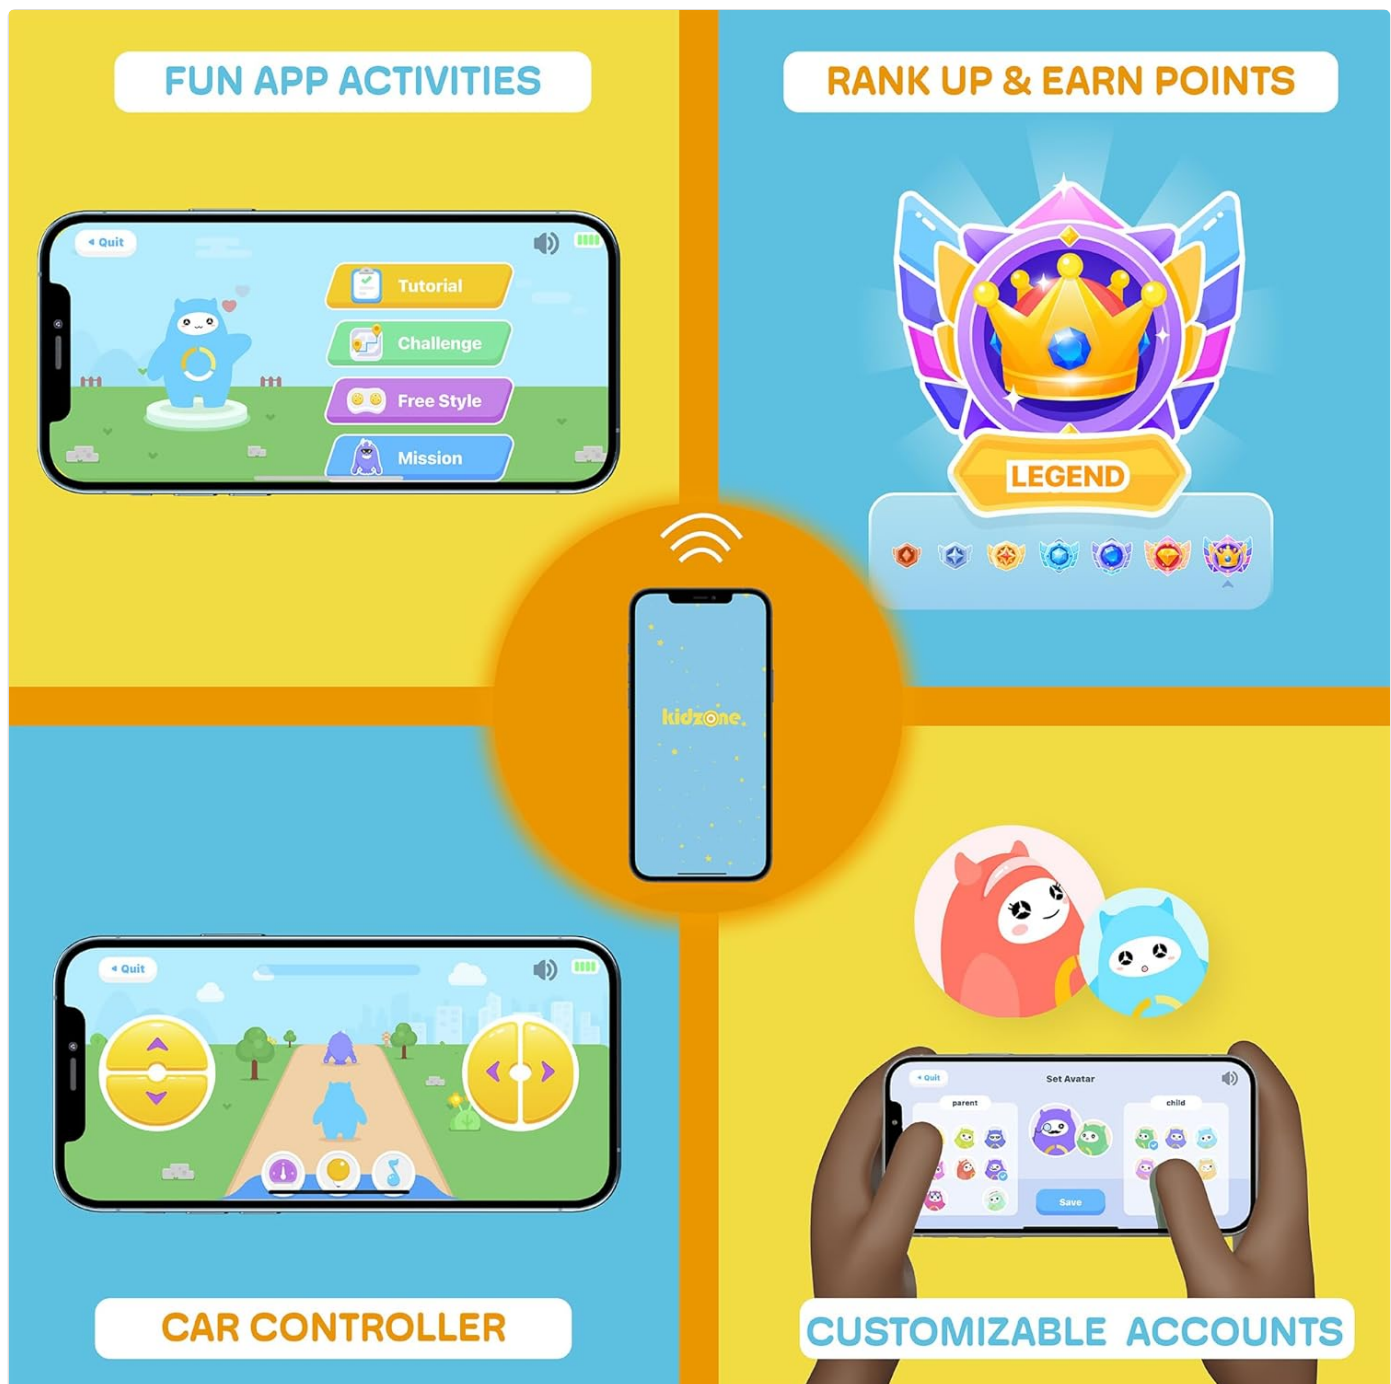 FUN APP ACTIVITIES
Quit
Tutorial
Challenge
Free Style
Mission
RANK UP & EARN POINTS
LEGEND
kidzone
Quit
CAR CONTROLLER
Quit
Set Avatar
parent
child
Save
CUSTOMIZABLE ACCOUNTS